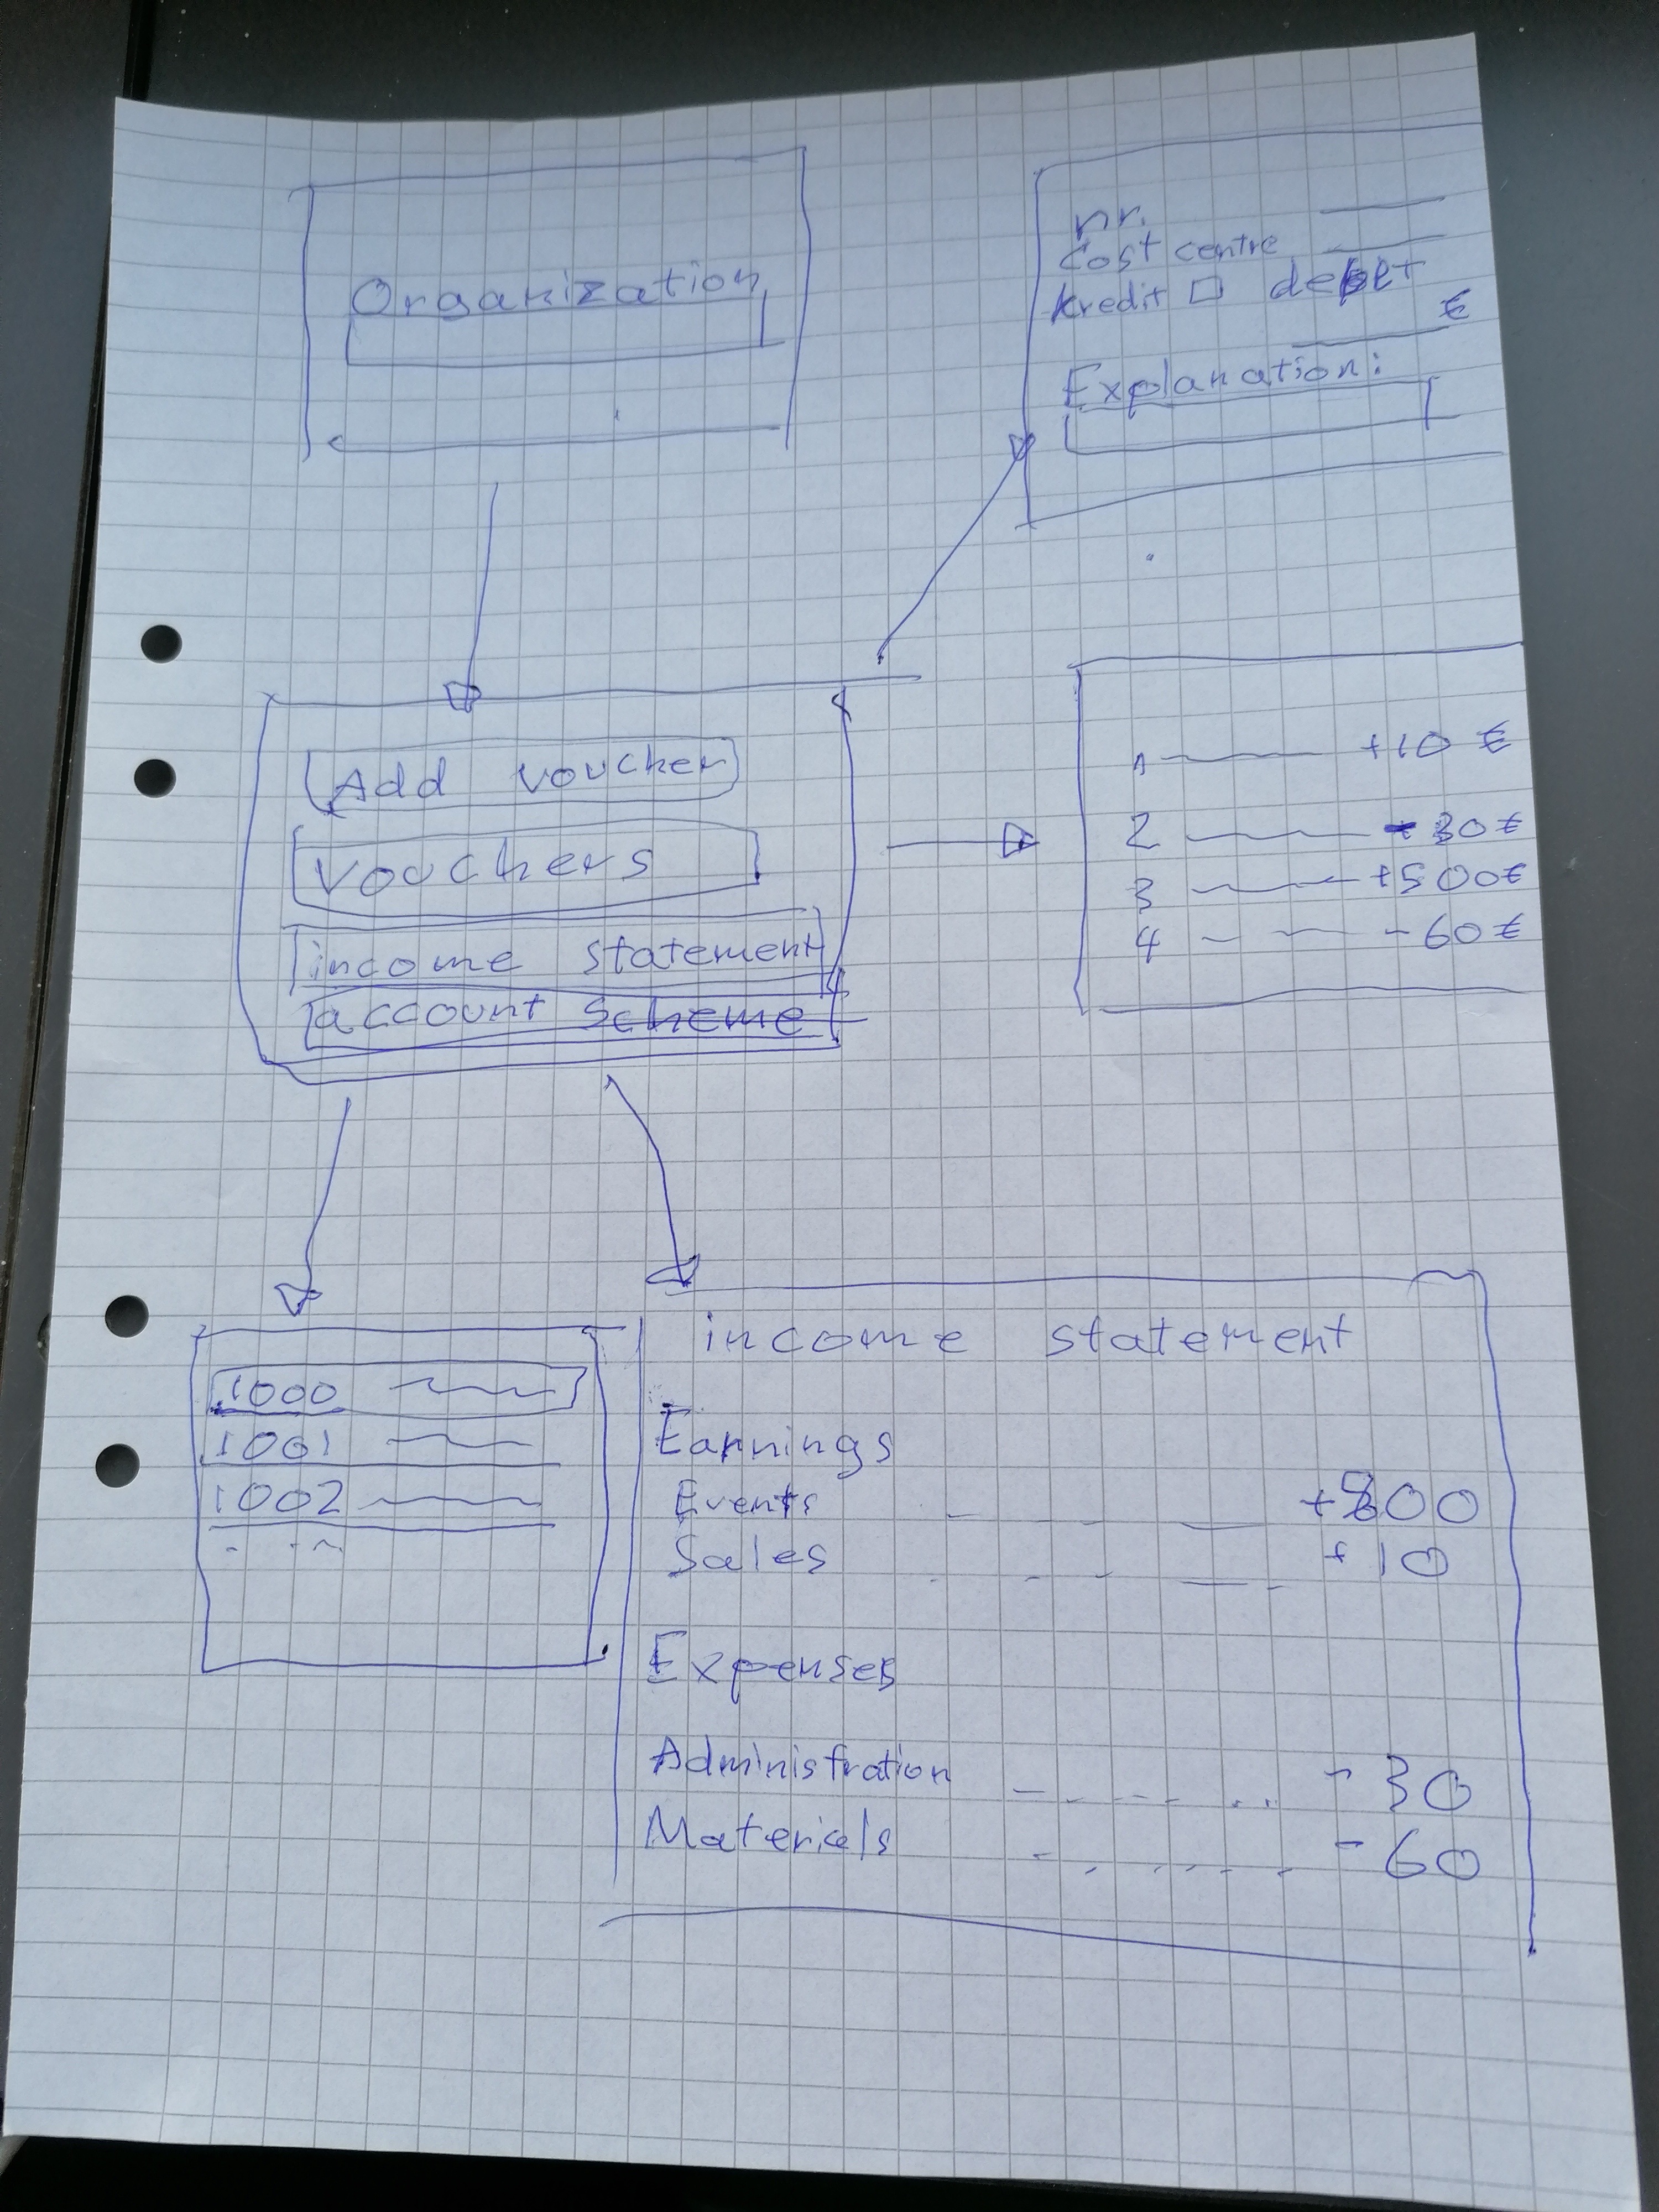 Organization
nr.
Cost centre
kredit debet
€
Explanation:
Add voucher
Vouchers
income statement
account scheme
1 +10 €
2 - 30 €
3 +500 €
4 - 60 €
1000
1001
1002
income statement
Earnings
Events +500
Sales +10
Expenses
Administration - 30
Materials - 60